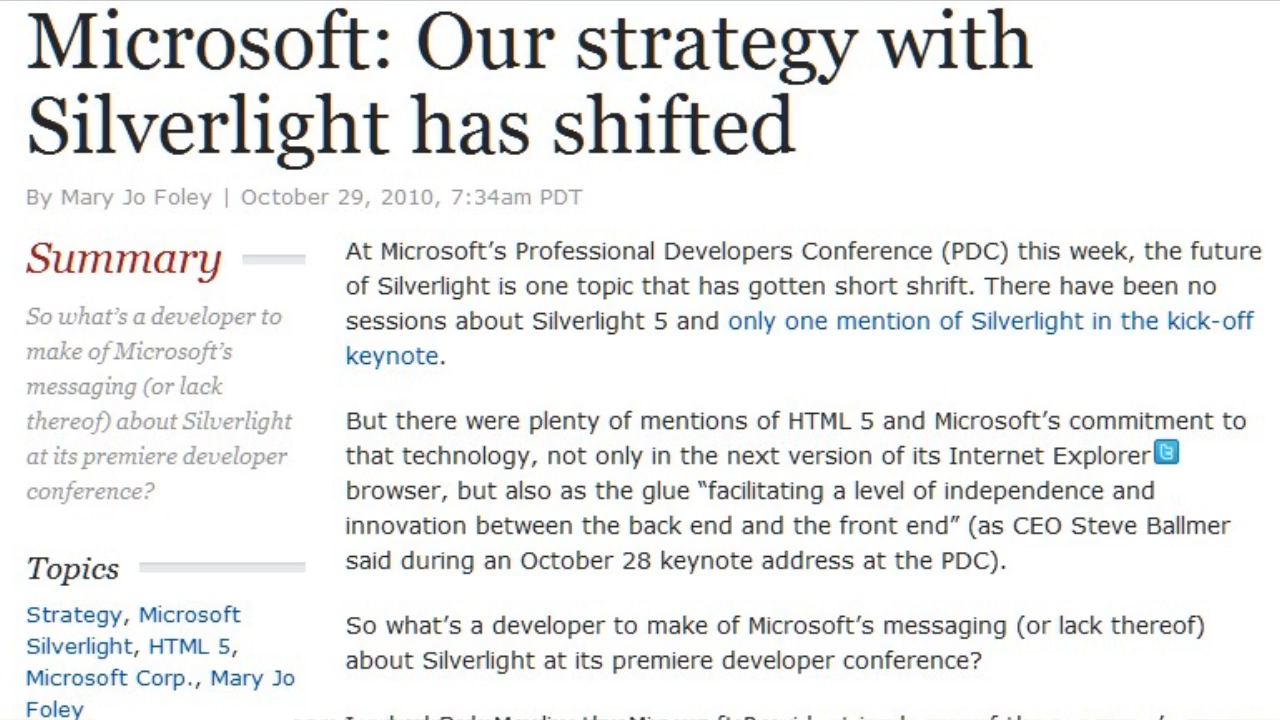 Microsoft: Our strategy with
Silverlight has shifted
By Mary Jo Foley | October 29, 2010, 7:34am PDT
Summary
So what's a developer to
make of Microsoft's
messaging (or lack
thereof) about Silverlight
at its premiere developer
conference?
Topics
Strategy, Microsoft
Silverlight, HTML 5,
Microsoft Corp., Mary Jo
Foley
At Microsoft's Professional Developers Conference (PDC) this week, the future
of Silverlight is one topic that has gotten short shrift. There have been no
sessions about Silverlight 5 and only one mention of Silverlight in the kick-off
keynote.
But there were plenty of mentions of HTML 5 and Microsoft's commitment to
that technology, not only in the next version of its Internet Explorer
browser, but also as the glue “facilitating a level of independence and
innovation between the back end and the front end” (as CEO Steve Ballmer
said during an October 28 keynote address at the PDC).
So what's a developer to make of Microsoft's messaging (or lack thereof)
about Silverlight at its premiere developer conference?